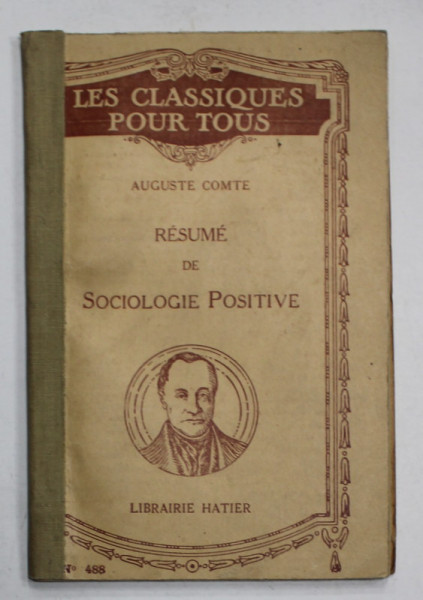 LES CLASSIQUES
POUR TOUS
AUGUSTE COMTE
RÉSUMÉ
DE
SOCIOLOGIE POSITIVE
LIBRAIRIE HATIER
N° 488